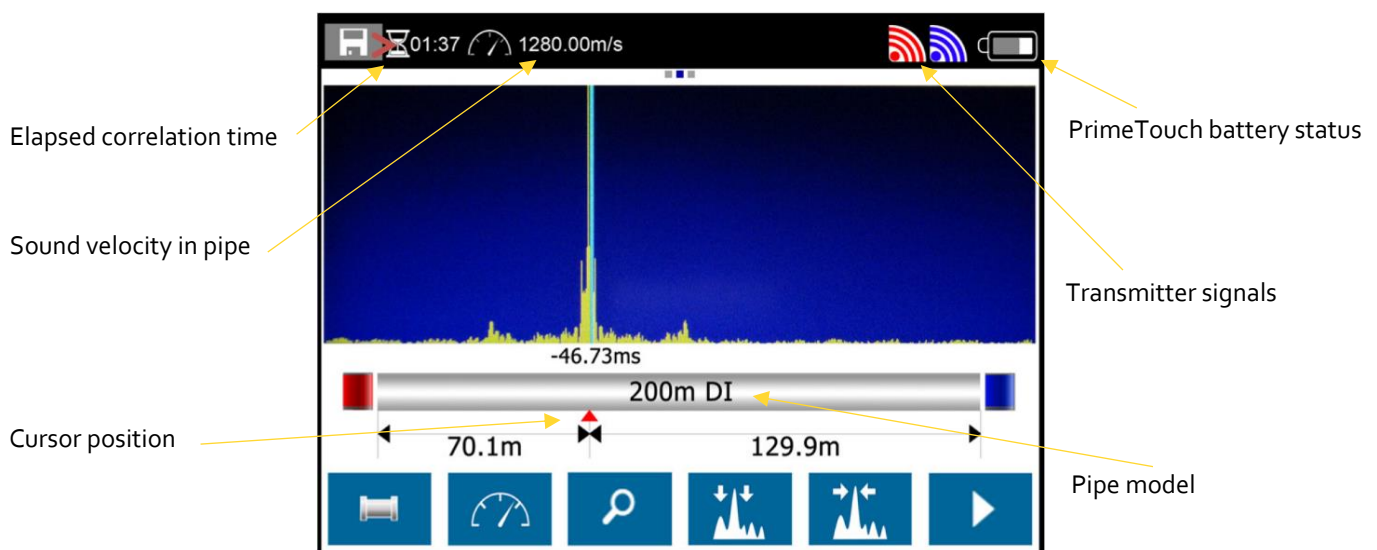 01:37 1280.00m/s
Elapsed correlation time
PrimeTouch battery status
Sound velocity in pipe
Transmitter signals
-46.73ms
200m DI
Cursor position
70.1m 129.9m
Pipe model